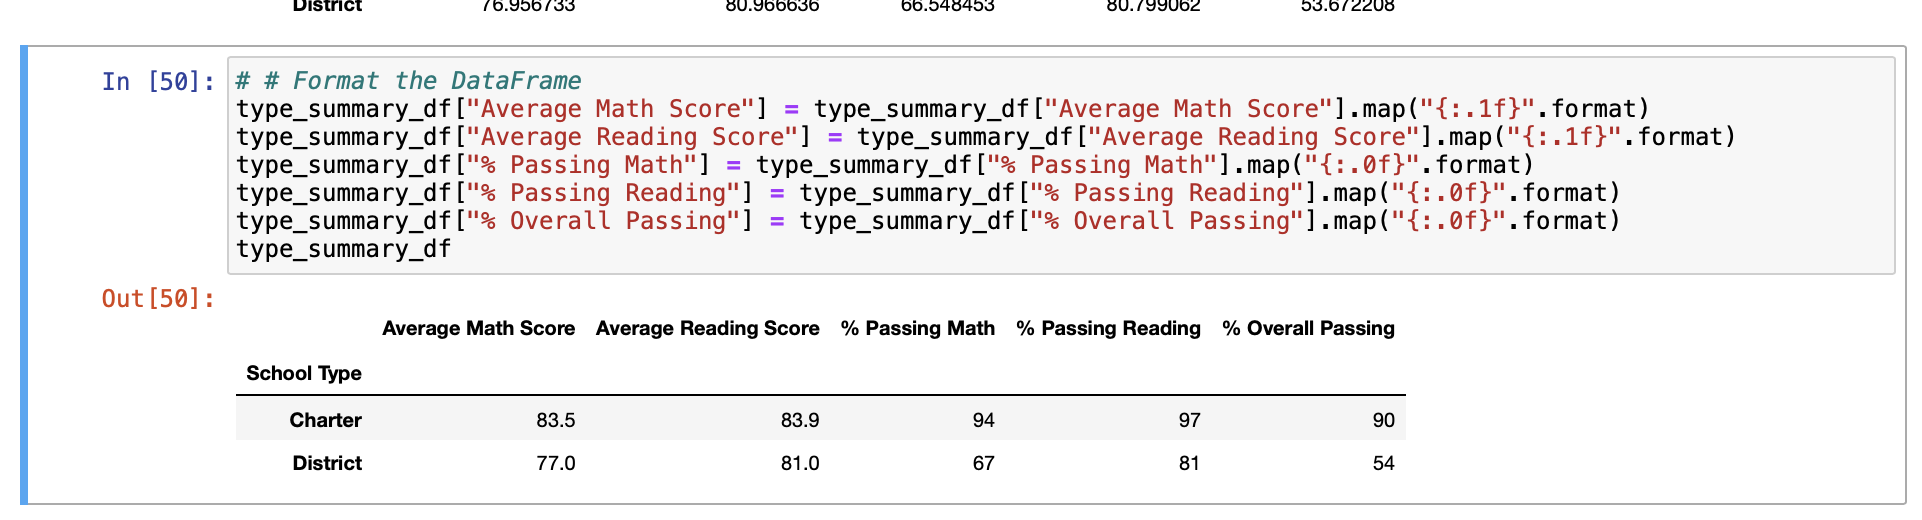 District 76.956733 80.966636 66.548453 80.799062 53.672208
In [50]: # # Format the DataFrame
type_summary_df["Average Math Score"] = type_summary_df["Average Math Score"].map("{:.1f}".format)
type_summary_df["Average Reading Score"] = type_summary_df["Average Reading Score"].map("{:.1f}".format)
type_summary_df["% Passing Math"] = type_summary_df["% Passing Math"].map("{:.0f}".format)
type_summary_df["% Passing Reading"] = type_summary_df["% Passing Reading"].map("{:.0f}".format)
type_summary_df["% Overall Passing"] = type_summary_df["% Overall Passing"].map("{:.0f}".format)
type_summary_df
Out[50]:
Average Math Score Average Reading Score % Passing Math % Passing Reading % Overall Passing
School Type
Charter 83.5 83.9 94 97 90
District 77.0 81.0 67 81 54